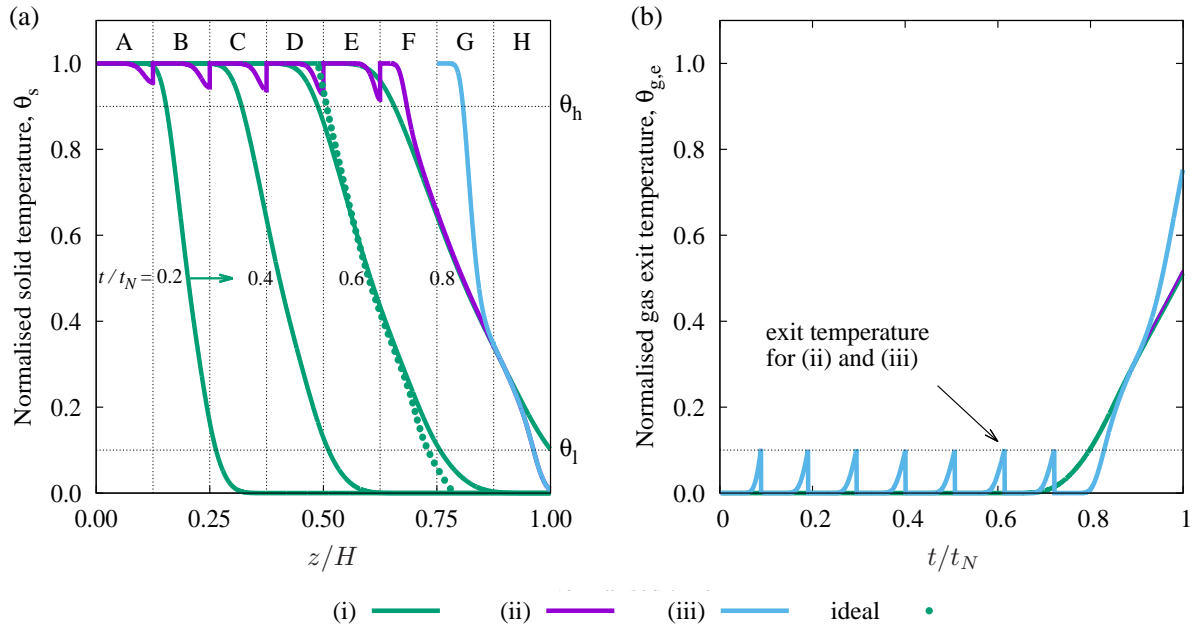 (a)
A B C D E F G H
Normalised solid temperature, θs
1.0
0.8
0.6
0.4
0.2
0.0
θh
θl
t/tN = 0.2
0.4
0.6
0.8
0.00 0.25 0.50 0.75 1.00
z/H
(b)
Normalised gas exit temperature, θg,e
1.0
0.8
0.6
0.4
0.2
0.0
exit temperature
for (ii) and (iii)
0 0.2 0.4 0.6 0.8 1
t/tN
(i) (ii) (iii) ideal